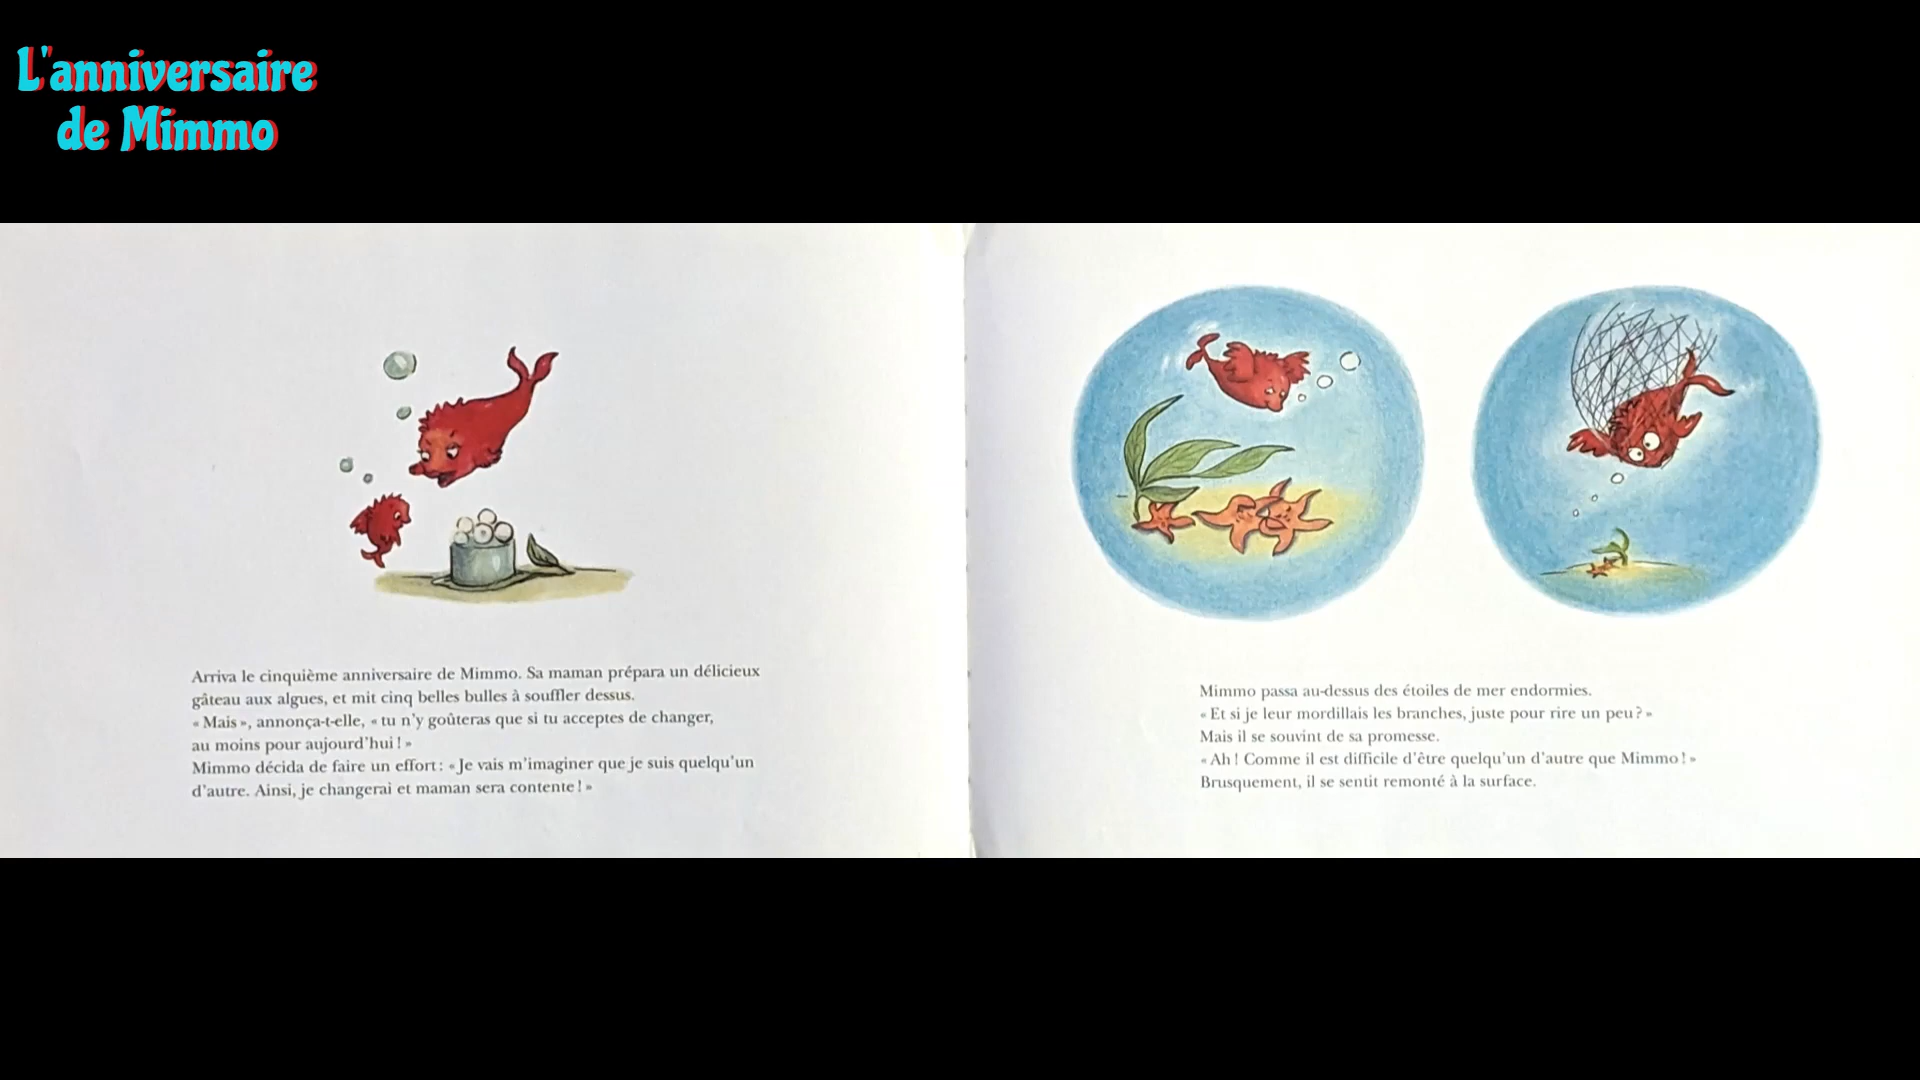 L'anniversaire
de Mimmo
Arriva le cinquième anniversaire de Mimmo. Sa maman prépara un délicieux
gâteau aux algues, et mit cinq belles bulles à souffler dessus.
« Mais », annonça-t-elle, « tu n'y goûteras que si tu acceptes de changer,
au moins pour aujourd'hui ! »
Mimmo décida de faire un effort : « Je vais m'imaginer que je suis quelqu'un
d'autre. Ainsi, je changerai et maman sera contente ! »
Mimmo passa au-dessus des étoiles de mer endormies.
« Et si je leur mordillais les branches, juste pour rire un peu ? »
Mais il se souvint de sa promesse.
« Ah ! Comme il est difficile d'être quelqu'un d'autre que Mimmo ! »
Brusquement, il se sentit remonté à la surface.